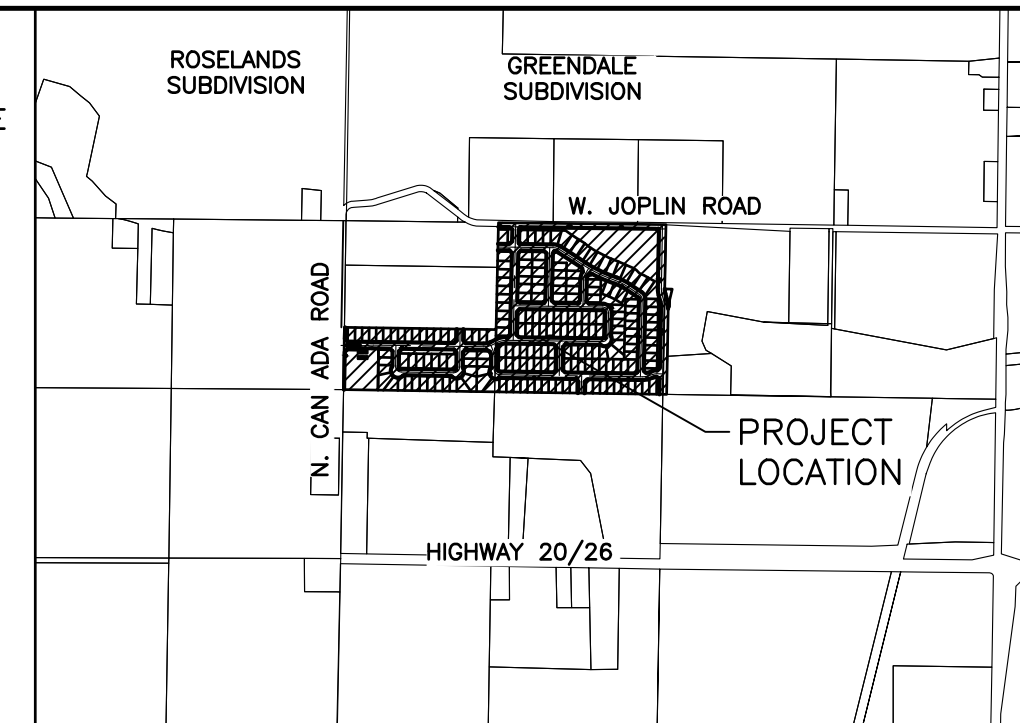 ROSELANDS
SUBDIVISION
GREENDALE
SUBDIVISION
E
W. JOPLIN ROAD
N. CAN ADA ROAD
PROJECT
LOCATION
HIGHWAY 20/26